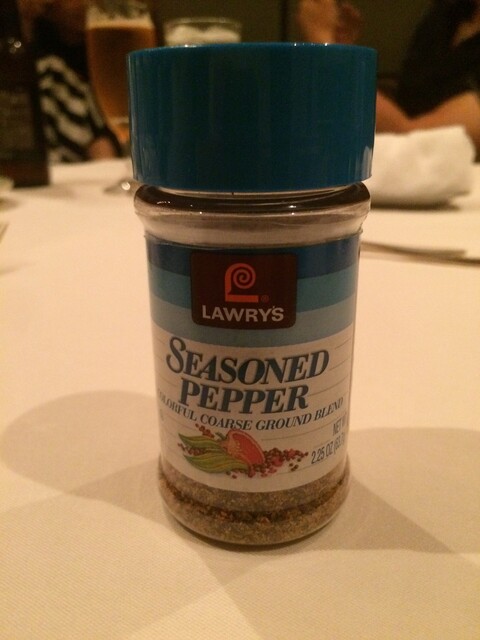 LAWRY'S
SEASONED
PEPPER
COLORFUL COARSE GROUND BLEND
NET
2.25 OZ